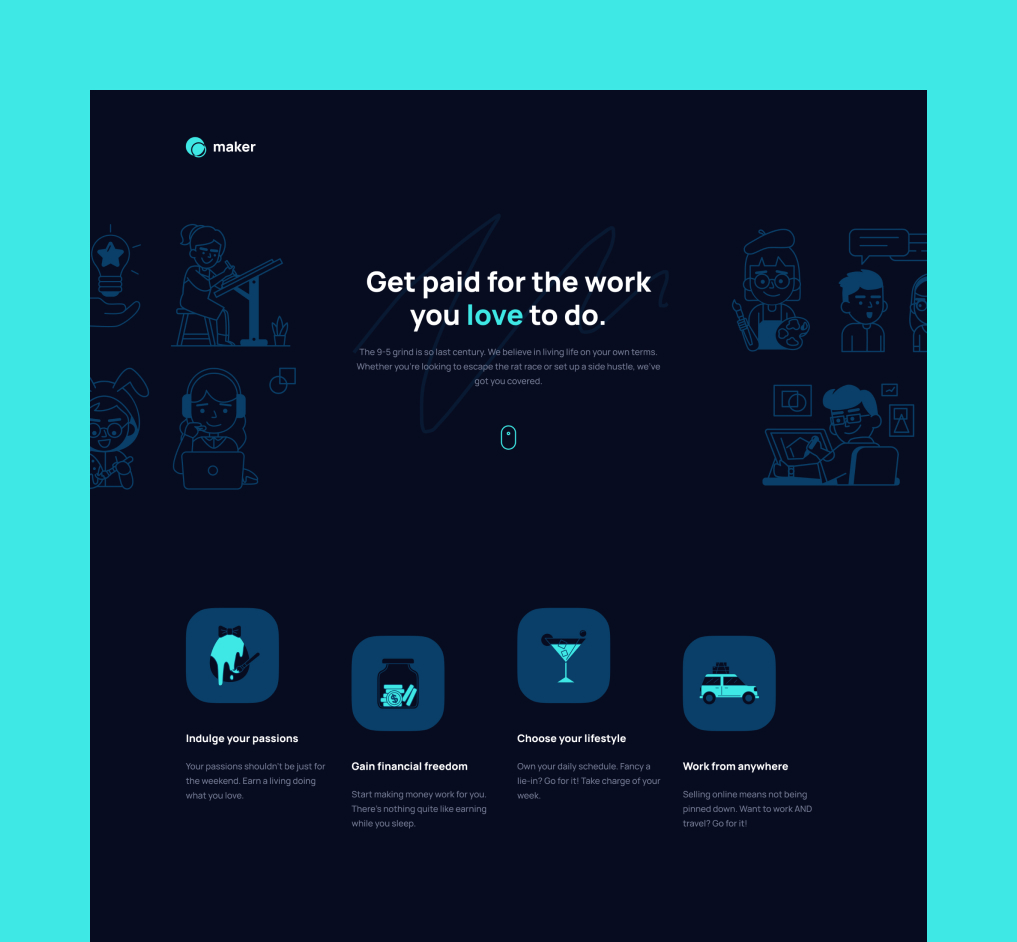 maker
Get paid for the work
you love to do.
The 9-5 grind is so last century. We believe in living life on your own terms.
Whether you're looking to escape the rat race or set up a side hustle, we've
got you covered.
Indulge your passions
Your passions shouldn't be just for
the weekend. Earn a living doing
what you love.
Gain financial freedom
Start making money work for you.
There's nothing quite like earning
while you sleep.
Choose your lifestyle
Own your daily schedule. Fancy a
lie-in? Go for it! Take charge of your
week.
Work from anywhere
Selling online means not being
pinned down. Want to work AND
travel? Go for it!